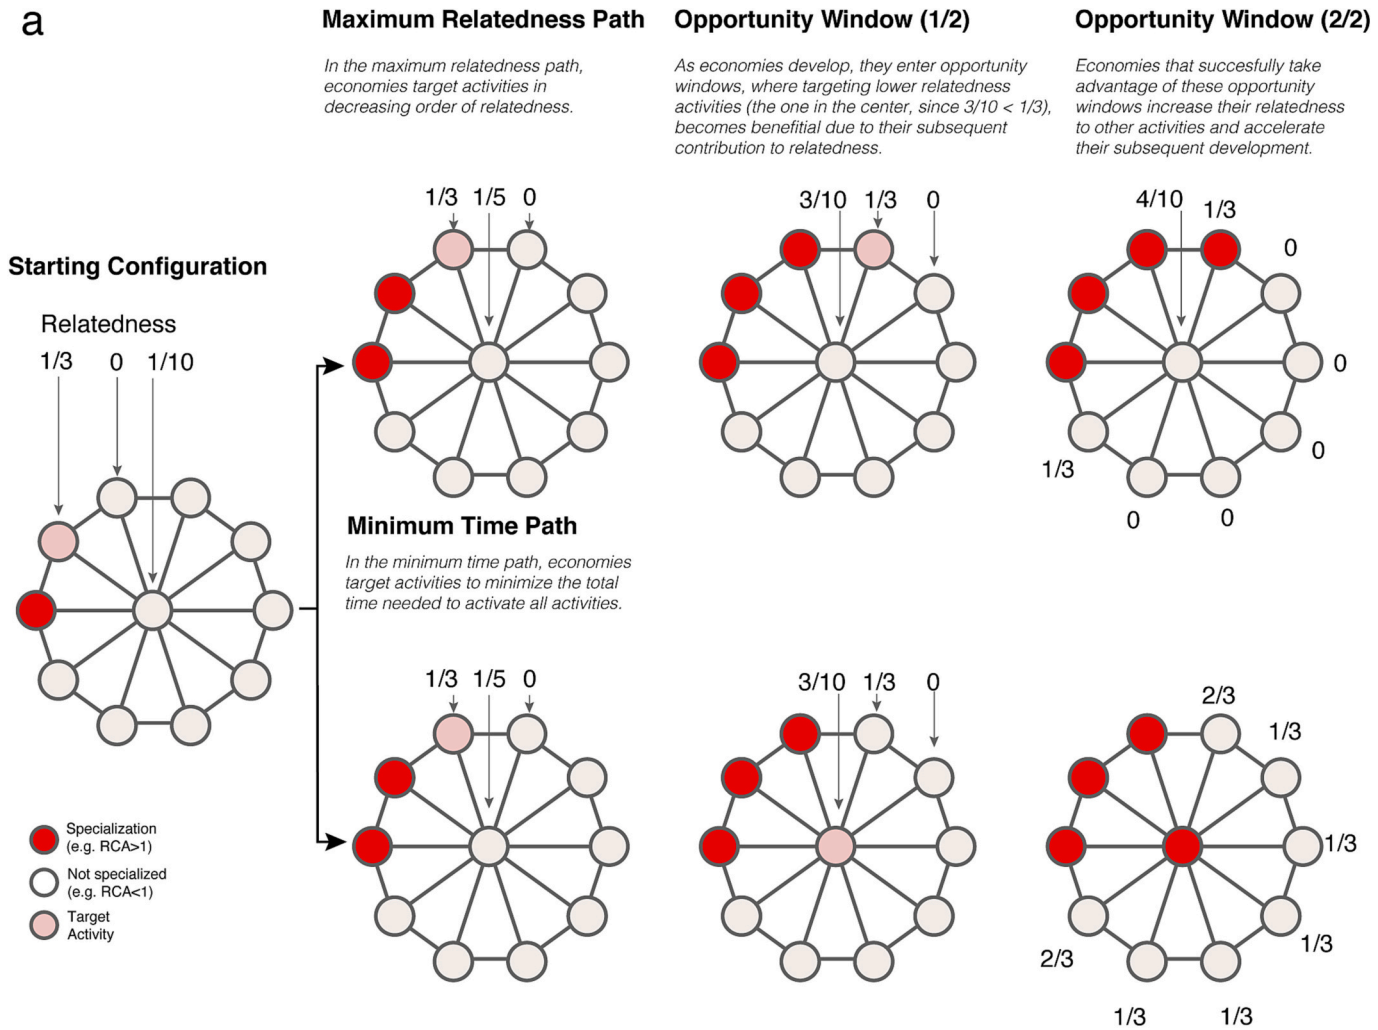 a
Maximum Relatedness Path
In the maximum relatedness path,
economies target activities in
decreasing order of relatedness.
Opportunity Window (1/2)
As economies develop, they enter opportunity
windows, where targeting lower relatedness
activities (the one in the center, since 3/10 < 1/3),
becomes benefitial due to their subsequent
contribution to relatedness.
Opportunity Window (2/2)
Economies that succesfully take
advantage of these opportunity
windows increase their relatedness
to other activities and accelerate
their subsequent development.
Starting Configuration
Relatedness
1/3 0 1/10
1/3 1/5 0
3/10 1/3 0
4/10 1/3
0
0
0
1/3
0 0
Minimum Time Path
In the minimum time path, economies
target activities to minimize the total
time needed to activate all activities.
1/3 1/5 0
3/10 1/3 0
2/3
1/3
1/3
1/3
2/3
1/3 1/3
Specialization
(e.g. RCA>1)
Not specialized
(e.g. RCA<1)
Target
Activity